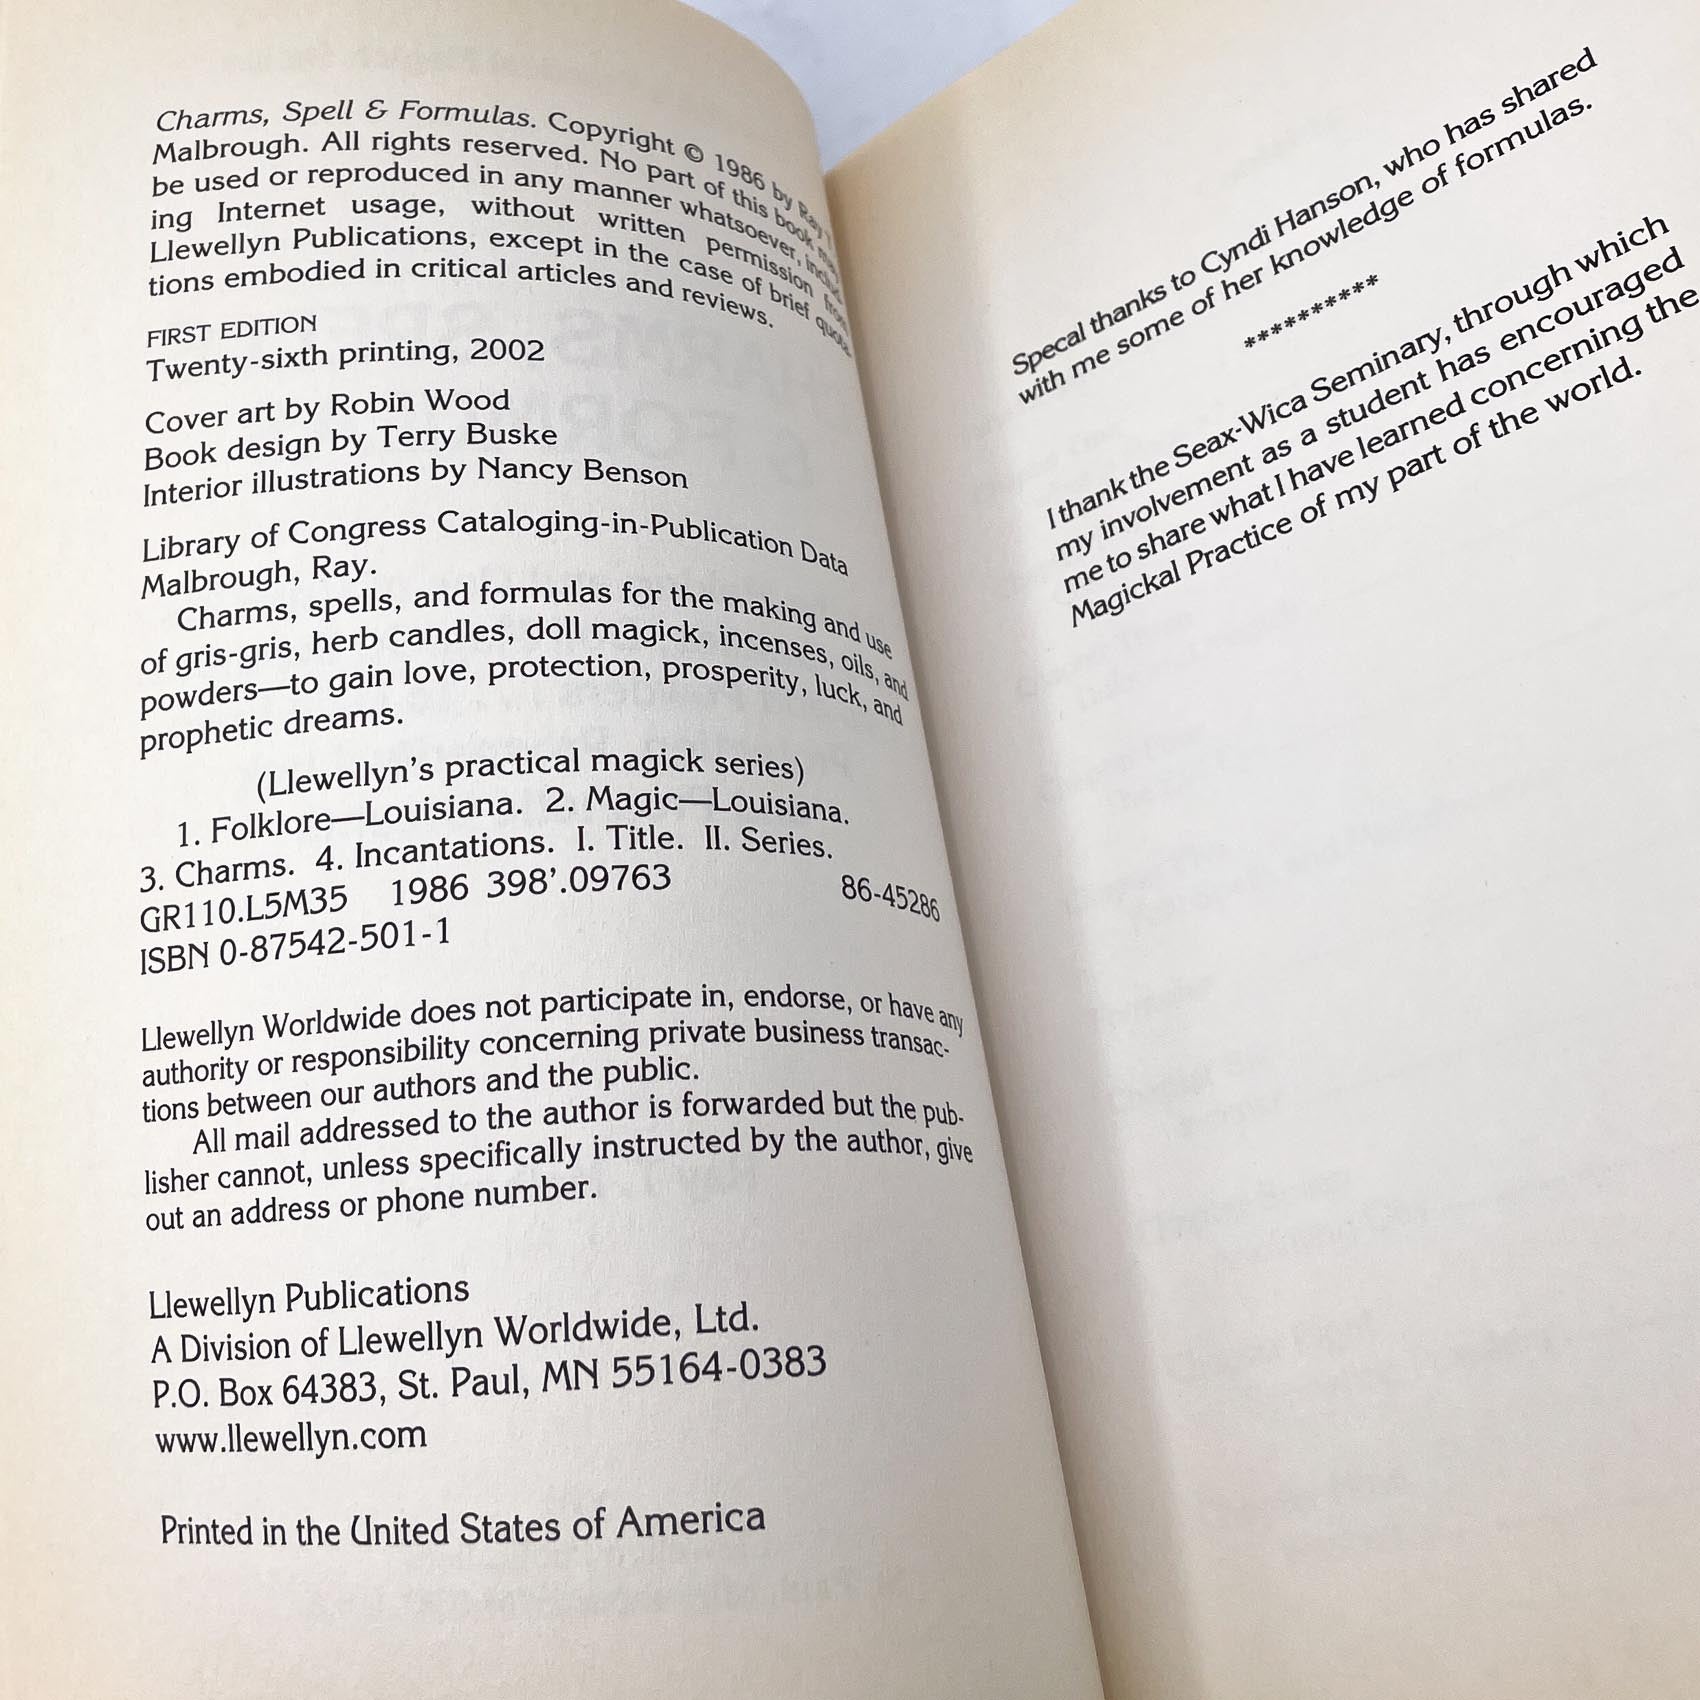 Charms, Spell & Formulas. Copyright © 1986 by Ray T.
Malbrough. All rights reserved. No part of this book may
be used or reproduced in any manner whatsoever, includ-
ing Internet usage, without written permission from
Llewellyn Publications, except in the case of brief quota-
tions embodied in critical articles and reviews.
FIRST EDITION
Twenty-sixth printing, 2002
Cover art by Robin Wood
Book design by Terry Buske
Interior illustrations by Nancy Benson
Library of Congress Cataloging-in-Publication Data
Malbrough, Ray.
Charms, spells, and formulas for the making and use
of gris-gris, herb candles, doll magick, incenses, oils, and
powders—to gain love, protection, prosperity, luck, and
prophetic dreams.
(Llewellyn's practical magick series)
1. Folklore—Louisiana. 2. Magic—Louisiana.
3. Charms. 4. Incantations. I. Title. II. Series.
GR110.L5M35 1986 398'.09763 86-45286
ISBN 0-87542-501-1
Llewellyn Worldwide does not participate in, endorse, or have any
authority or responsibility concerning private business transac-
tions between our authors and the public.
All mail addressed to the author is forwarded but the pub-
lisher cannot, unless specifically instructed by the author, give
out an address or phone number.
Llewellyn Publications
A Division of Llewellyn Worldwide, Ltd.
P.O. Box 64383, St. Paul, MN 55164-0383
www.llewellyn.com
Printed in the United States of America
Specal thanks to Cyndi Hanson, who has shared
with me some of her knowledge of formulas.
**********
I thank the Seax-Wica Seminary, through which
my involvement as a student has encouraged
me to share what I have learned concerning the
Magickal Practice of my part of the world.